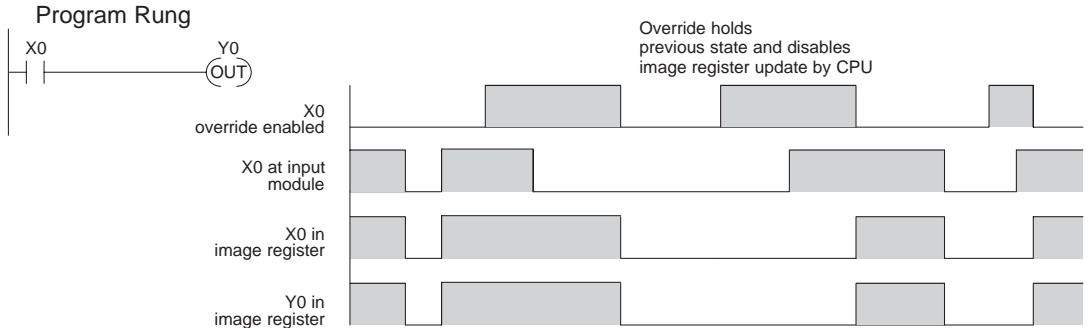 Program Rung
X0
Y0
OUT
Override holds
previous state and disables
image register update by CPU
X0
override enabled
X0 at input
module
X0 in
image register
Y0 in
image register